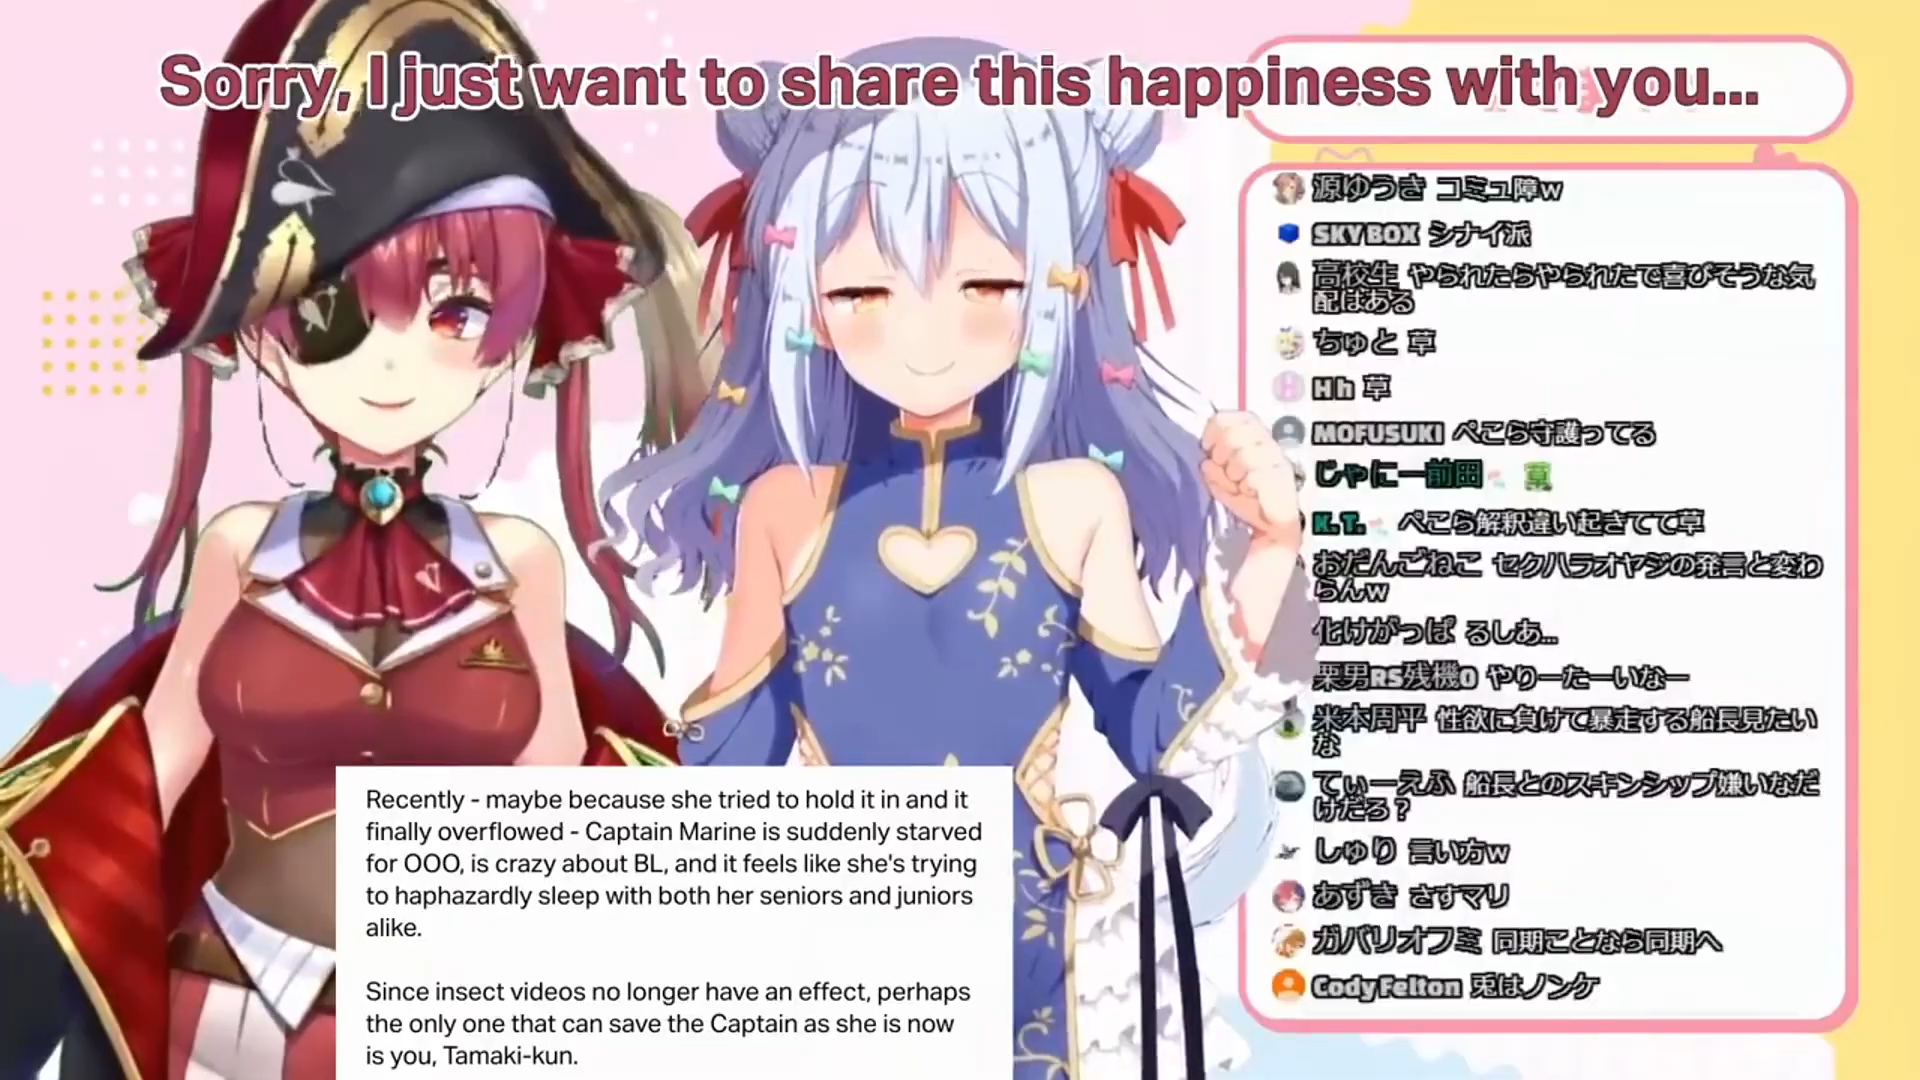 Sorry, I just want to share this happiness with you...
源ゆうき コミュ障w
SKYBOX シナイ派
高校生 やられたらやられたで喜びそうな気
配はある
ちゅと 草
Hh 草
MOFUSUKI ぺこら守護ってる
じゃにー前田 草
K.T. ぺこら解釈違い起きてて草
おだんごねこ セクハラオヤジの発言と変わ
らんw
化けがっぱ るしあ...
栗男RS残機0 やりーたーいなー
米本周平 性欲に負けて暴走する船長見たい
な
てぃーえふ 船長とのスキンシップ嫌いなだ
けだろ？
しゅり 言い方w
あずき さすマリ
ガバリオフミ 同期ことなら同期へ
Cody Felton 兎はノンケ
Recently - maybe because she tried to hold it in and it
finally overflowed - Captain Marine is suddenly starved
for OOO, is crazy about BL, and it feels like she's trying
to haphazardly sleep with both her seniors and juniors
alike.
Since insect videos no longer have an effect, perhaps
the only one that can save the Captain as she is now
is you, Tamaki-kun.